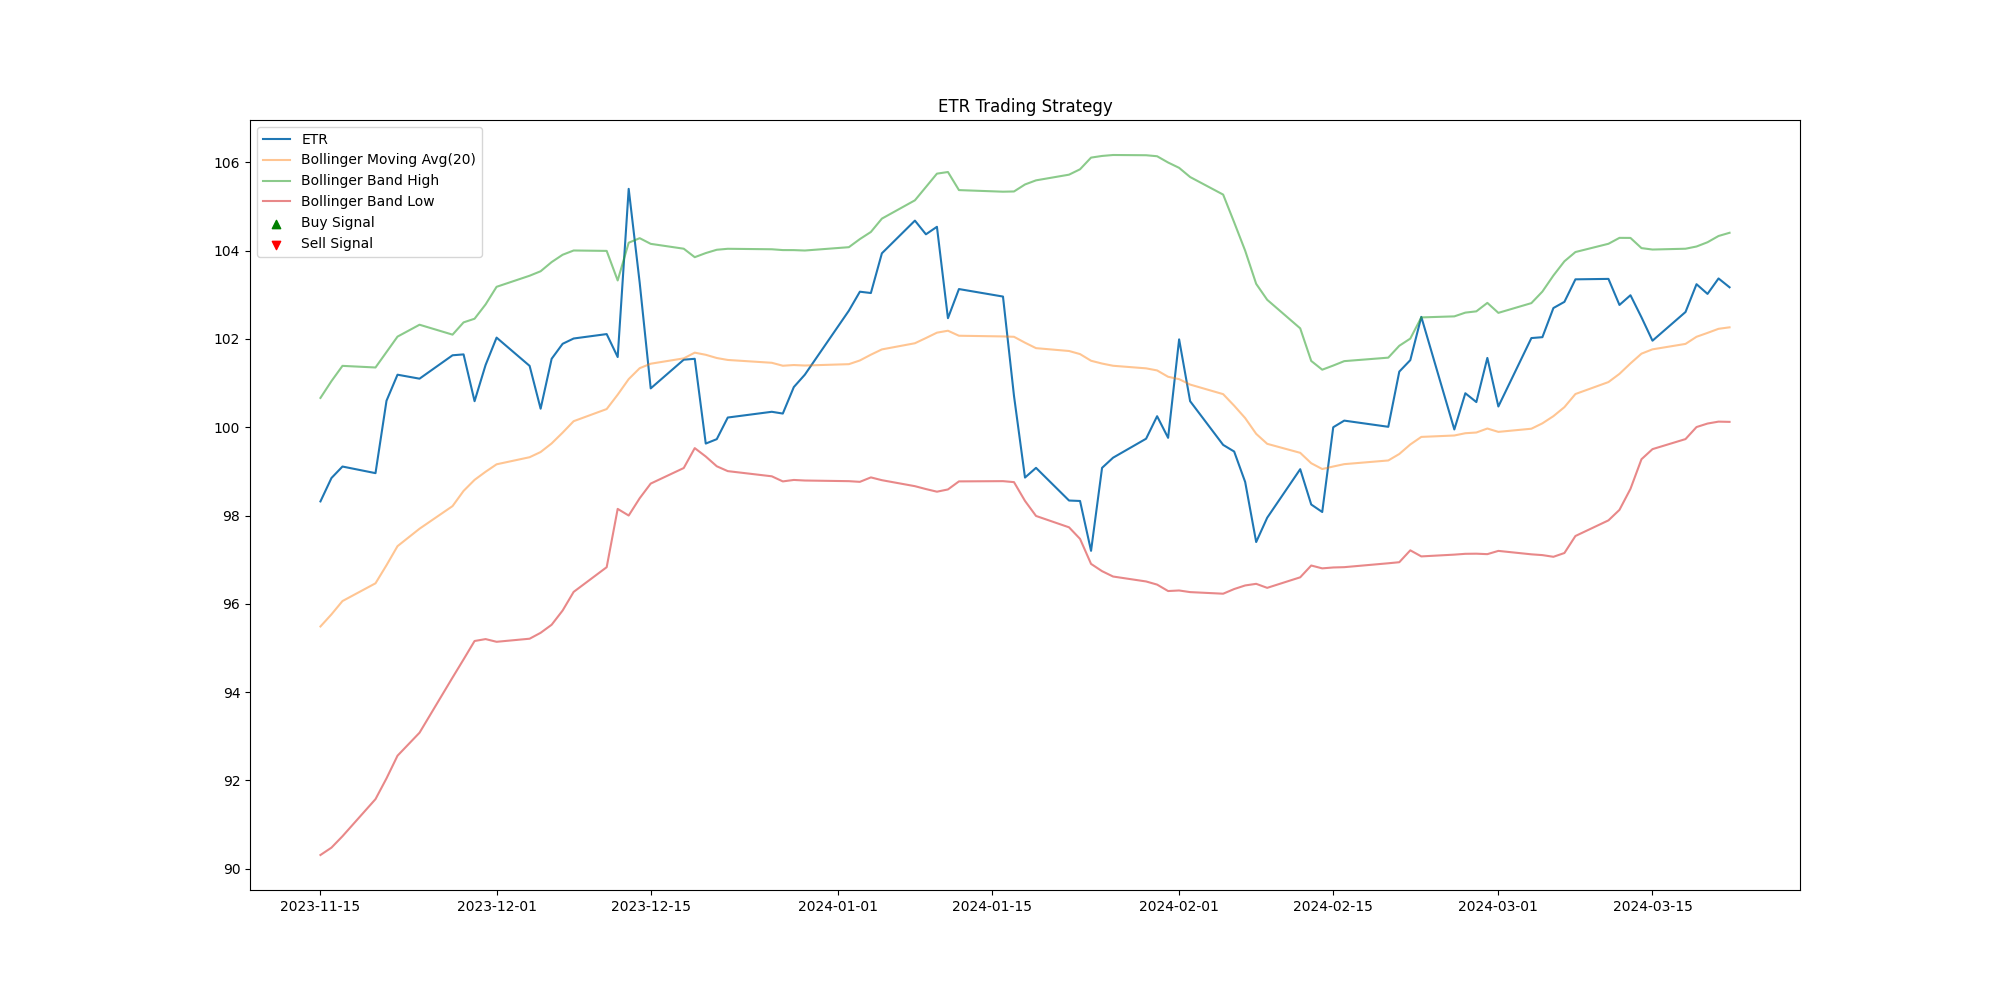 ETR Trading Strategy
ETR
Bollinger Moving Avg(20)
Bollinger Band High
Bollinger Band Low
Buy Signal
Sell Signal
106
104
102
100
98
96
94
92
90
2023-11-15 2023-12-01 2023-12-15 2024-01-01 2024-01-15 2024-02-01 2024-02-15 2024-03-01 2024-03-15